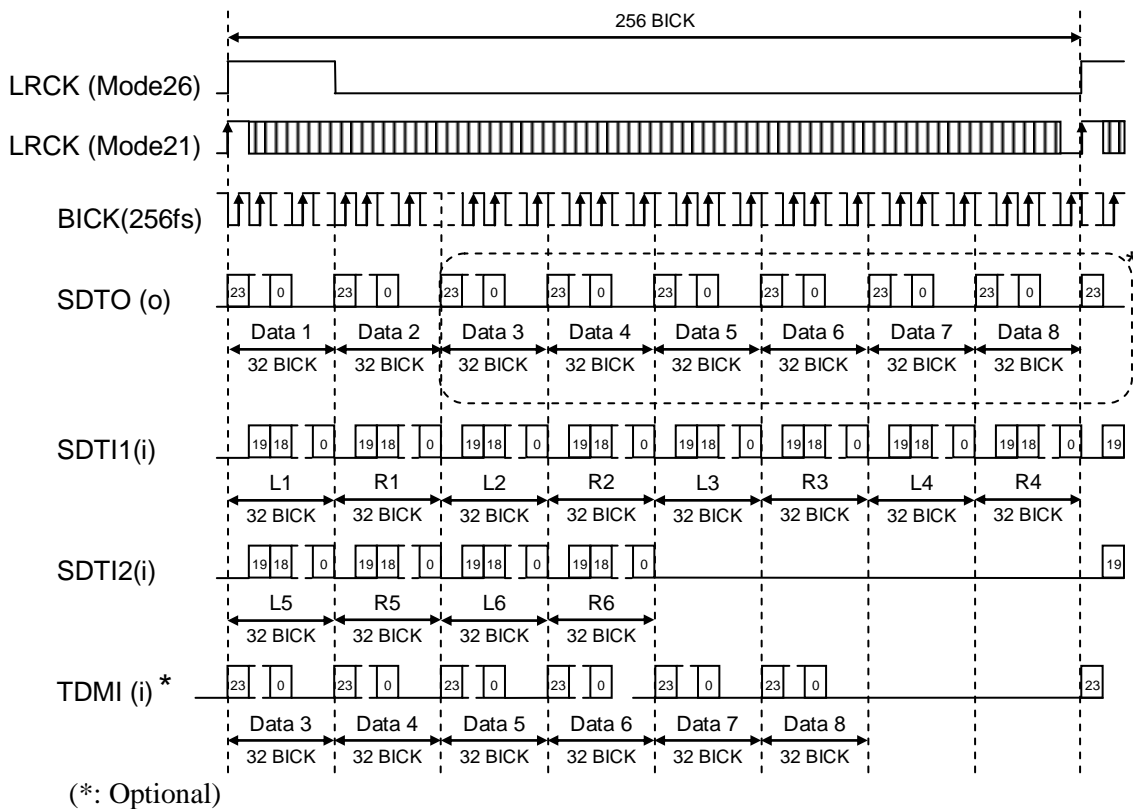 256 BICK
LRCK (Mode26)
LRCK (Mode21)
BICK(256fs)
*
SDTO (o)
23 0 23 0 23 0 23 0 23 0 23 0 23 0 23 0 23
Data 1 Data 2 Data 3 Data 4 Data 5 Data 6 Data 7 Data 8
32 BICK 32 BICK 32 BICK 32 BICK 32 BICK 32 BICK 32 BICK 32 BICK
SDTI1(i)
19 18 0 19 18 0 19 18 0 19 18 0 19 18 0 19 18 0 19 18 0 19 18 0 19
L1 R1 L2 R2 L3 R3 L4 R4
32 BICK 32 BICK 32 BICK 32 BICK 32 BICK 32 BICK 32 BICK 32 BICK
SDTI2(i)
19 18 0 19 18 0 19 18 0 19 18 0 19
L5 R5 L6 R6
32 BICK 32 BICK 32 BICK 32 BICK
TDMI (i) *
23 0 23 0 23 0 23 0 23 0 23 0 23
Data 3 Data 4 Data 5 Data 6 Data 7 Data 8
32 BICK 32 BICK 32 BICK 32 BICK 32 BICK 32 BICK
(*: Optional)